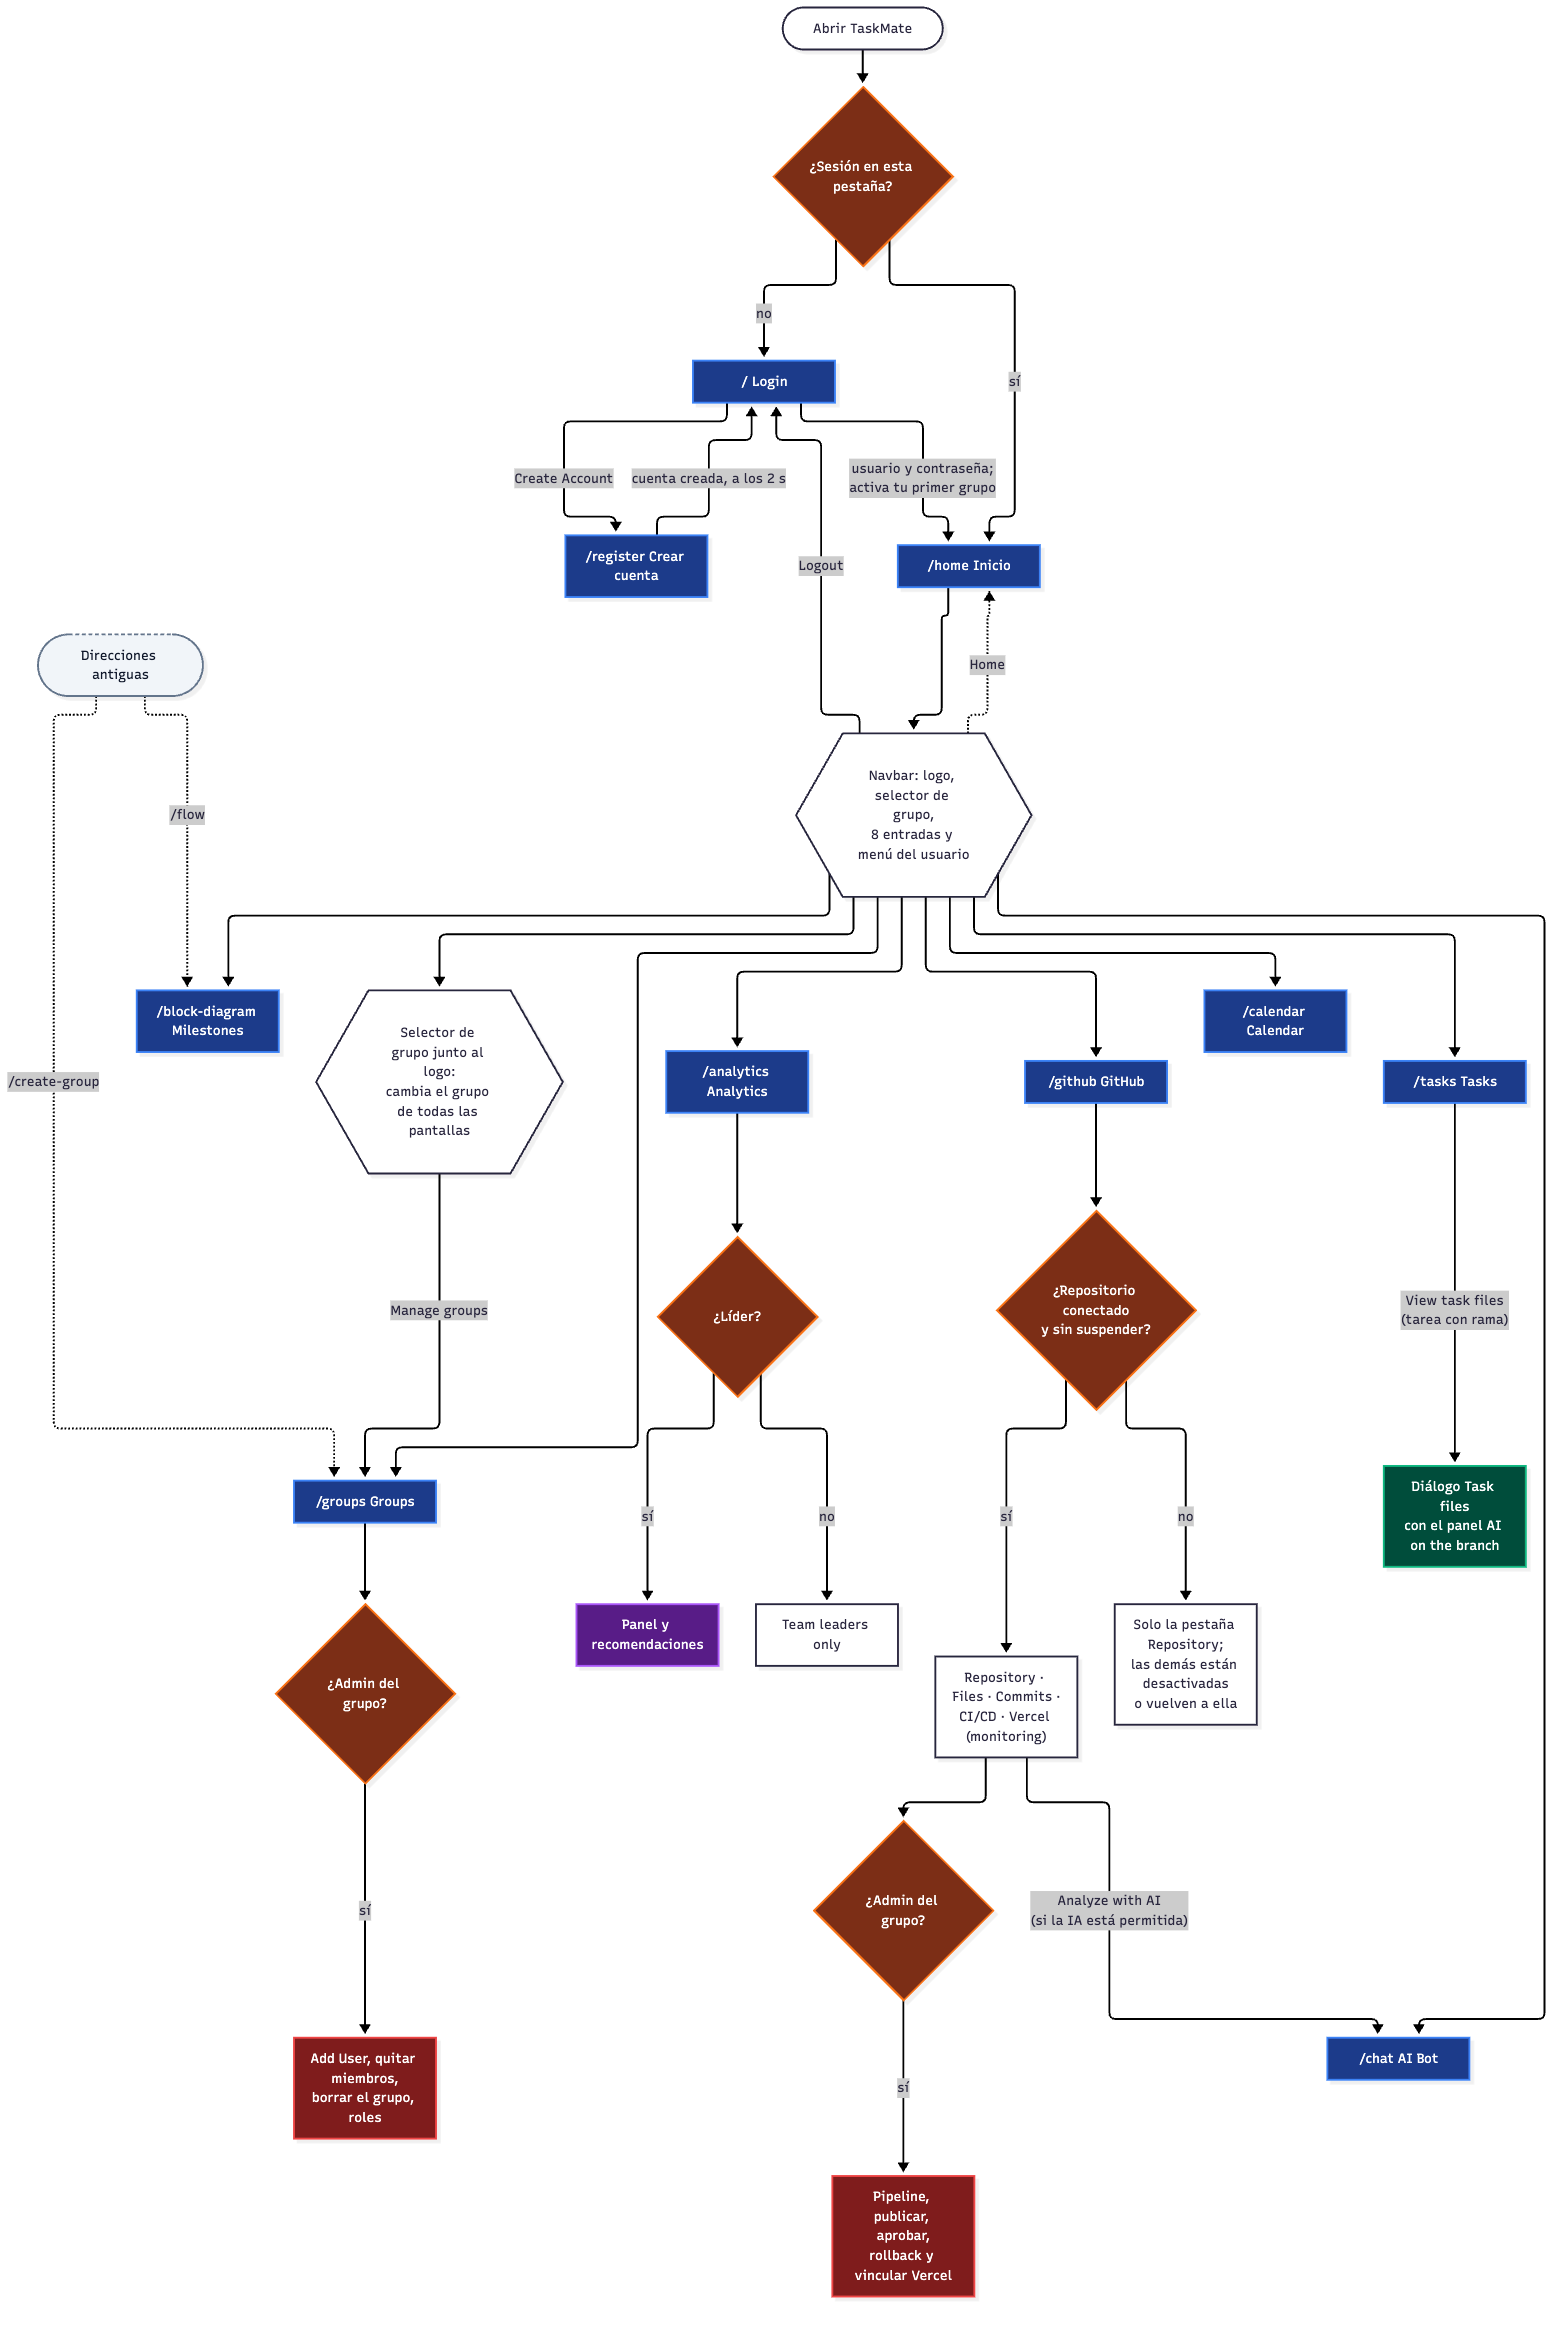 Abrir TaskMate
¿Sesión en esta
pestaña?
no
sí
/ Login
Create Account
cuenta creada, a los 2 s
usuario y contraseña;
activa tu primer grupo
/register Crear
cuenta
Logout
/home Inicio
Direcciones
antiguas
Home
/flow
Navbar: logo,
selector de
grupo,
8 entradas y
menú del usuario
/block-diagram
Milestones
/create-group
Selector de
grupo junto al
logo:
cambia el grupo
de todas las
pantallas
/analytics
Analytics
/github GitHub
/calendar
Calendar
/tasks Tasks
Manage groups
¿Líder?
¿Repositorio
conectado
y sin suspender?
View task files
(tarea con rama)
/groups Groups
sí
no
sí
no
Diálogo Task
files
con el panel AI
on the branch
Panel y
recomendaciones
Team leaders
only
Solo la pestaña
Repository;
las demás están
desactivadas
o vuelven a ella
¿Admin del
grupo?
Repository ·
Files · Commits ·
CI/CD · Vercel
(monitoring)
sí
¿Admin del
grupo?
Analyze with AI
(si la IA está permitida)
Add User, quitar
miembros,
borrar el grupo,
roles
sí
/chat AI Bot
Pipeline,
publicar,
aprobar,
rollback y
vincular Vercel